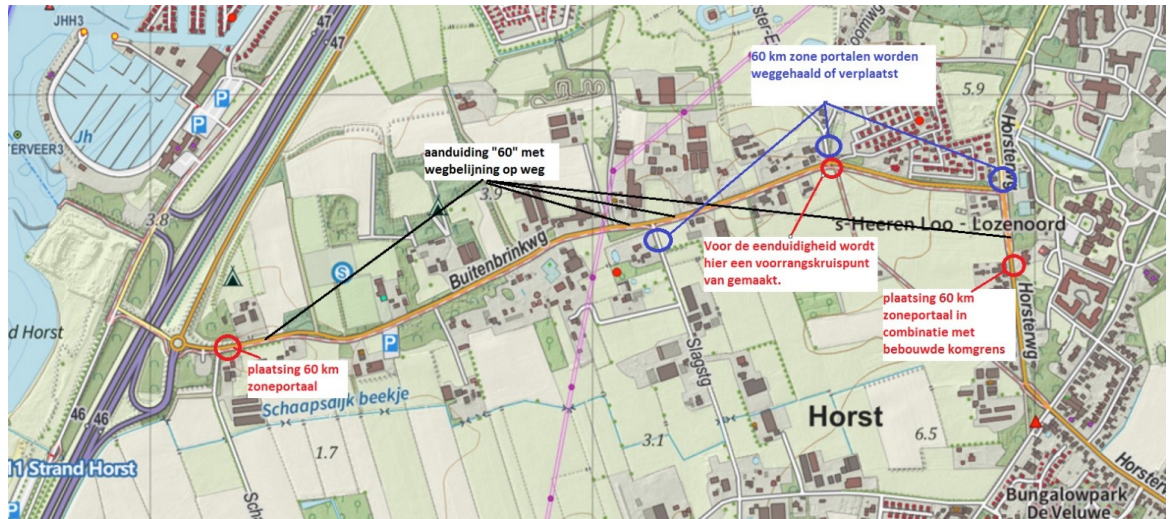 JHH3
47
47
Jh
TERVEER3
3.8
d Horst
46
46
11 Strand Horst
P
P
P
P
S
aanduiding "60" met
wegbelijning op weg
3.9
Buitenbrinkwg
plaatsing 60 km
zoneportaal
Schaapsdijk beekje
1.7
3.1
Slagstg
60 km zone portalen worden
weggehaald of verplaatst
5.9
Horsterwg
s-Heeren Loo - Lozenoord
Voor de eenduidigheid wordt
hier een voorrangskruispunt
van gemaakt.
plaatsing 60 km
zoneportaal in
combinatie met
bebouwde komgrens
Horsterwg
Horst
6.5
Bungalowpark
De Veluwe